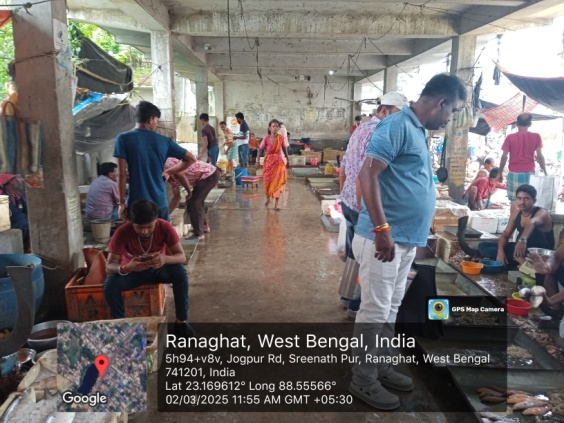 GPS Map Camera
Ranaghat, West Bengal, India
5h94+v8v, Jogpur Rd, Sreenath Pur, Ranaghat, West Bengal
741201, India
Lat 23.169612° Long 88.55566°
02/03/2025 11:55 AM GMT +05:30
Google